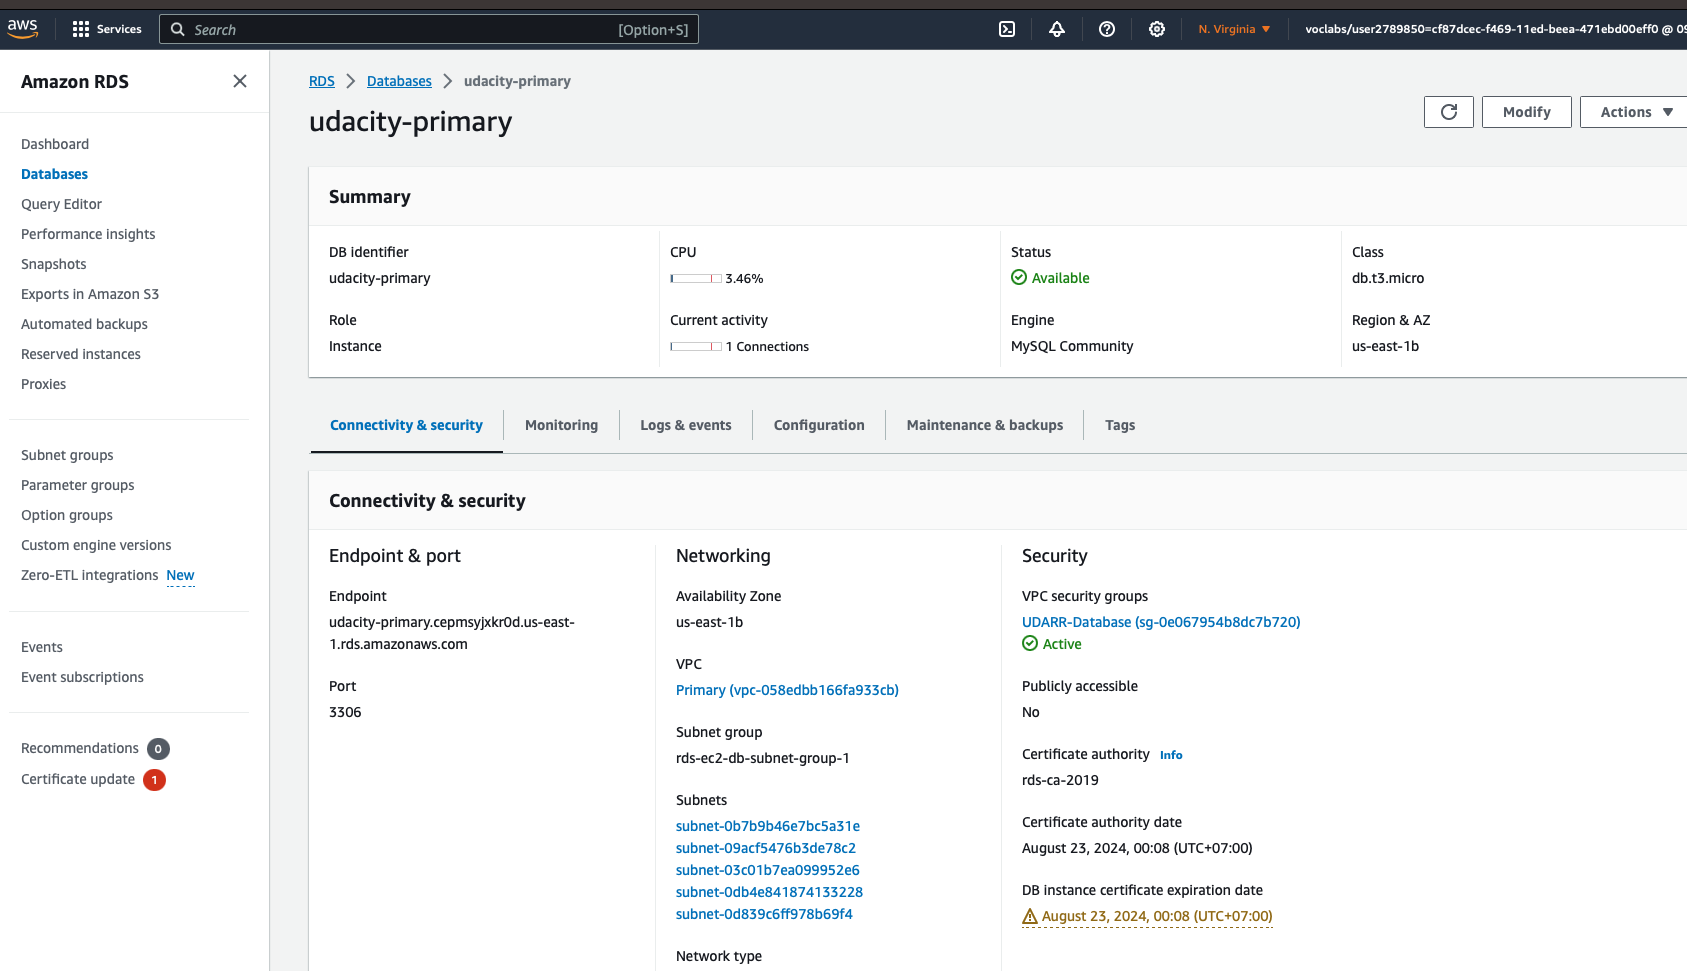 aws
Services
Search
[Option+S]
N. Virginia
voclabs/user2789850=cf87dcec-f469-11ed-beea-471ebd00eff0 @ 09
Amazon RDS
Dashboard
Databases
Query Editor
Performance insights
Snapshots
Exports in Amazon S3
Automated backups
Reserved instances
Proxies
Subnet groups
Parameter groups
Option groups
Custom engine versions
Zero-ETL integrations New
Events
Event subscriptions
Recommendations 0
Certificate update 1
RDS
Databases
udacity-primary
udacity-primary
Modify
Actions
Summary
DB identifier
udacity-primary
Role
Instance
CPU
3.46%
Current activity
1 Connections
Status
Available
Engine
MySQL Community
Class
db.t3.micro
Region & AZ
us-east-1b
Connectivity & security
Monitoring
Logs & events
Configuration
Maintenance & backups
Tags
Connectivity & security
Endpoint & port
Endpoint
udacity-primary.cepmsyjxkr0d.us-east-
1.rds.amazonaws.com
Port
3306
Networking
Availability Zone
us-east-1b
VPC
Primary (vpc-058edbb166fa933cb)
Subnet group
rds-ec2-db-subnet-group-1
Subnets
subnet-0b7b9b46e7bc5a31e
subnet-09acf5476b3de78c2
subnet-03c01b7ea099952e6
subnet-0db4e841874133228
subnet-0d839c6ff978b69f4
Network type
Security
VPC security groups
UDARR-Database (sg-0e067954b8dc7b720)
Active
Publicly accessible
No
Certificate authority Info
rds-ca-2019
Certificate authority date
August 23, 2024, 00:08 (UTC+07:00)
DB instance certificate expiration date
August 23, 2024, 00:08 (UTC+07:00)